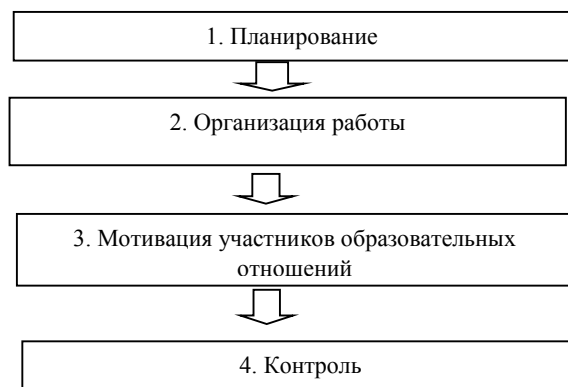 1. Планирование
2. Организация работы
3. Мотивация участников образовательных
отношений
4. Контроль